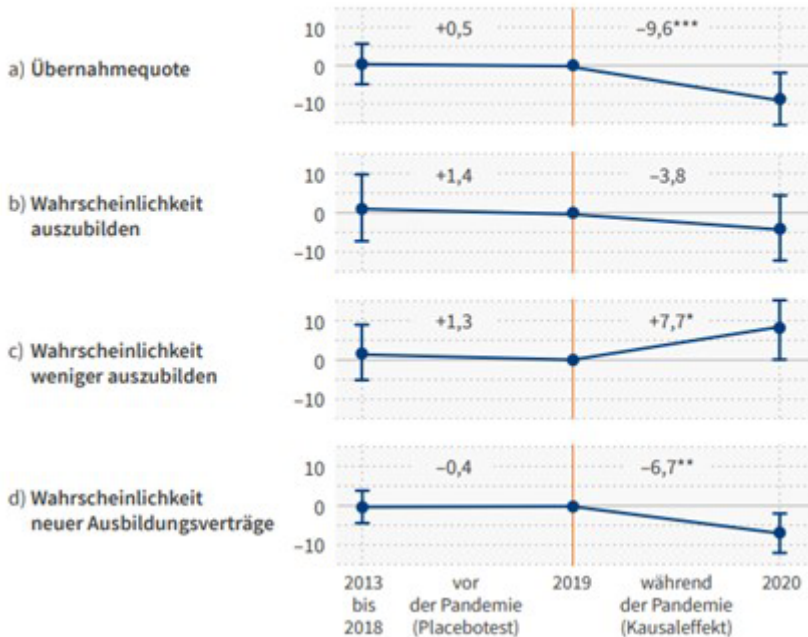 10
+0,5
–9,6***
a) Übernahmequote
0
–10
10
+1,4
–3,8
b) Wahrscheinlichkeit
auszubilden
0
–10
10
+1,3
+7,7*
c) Wahrscheinlichkeit
weniger auszubilden
0
–10
10
–0,4
–6,7**
d) Wahrscheinlichkeit
neuer Ausbildungsverträge
0
–10
2013
bis
2018
vor
der Pandemie
(Placebotest)
2019
während
der Pandemie
(Kausaleffekt)
2020